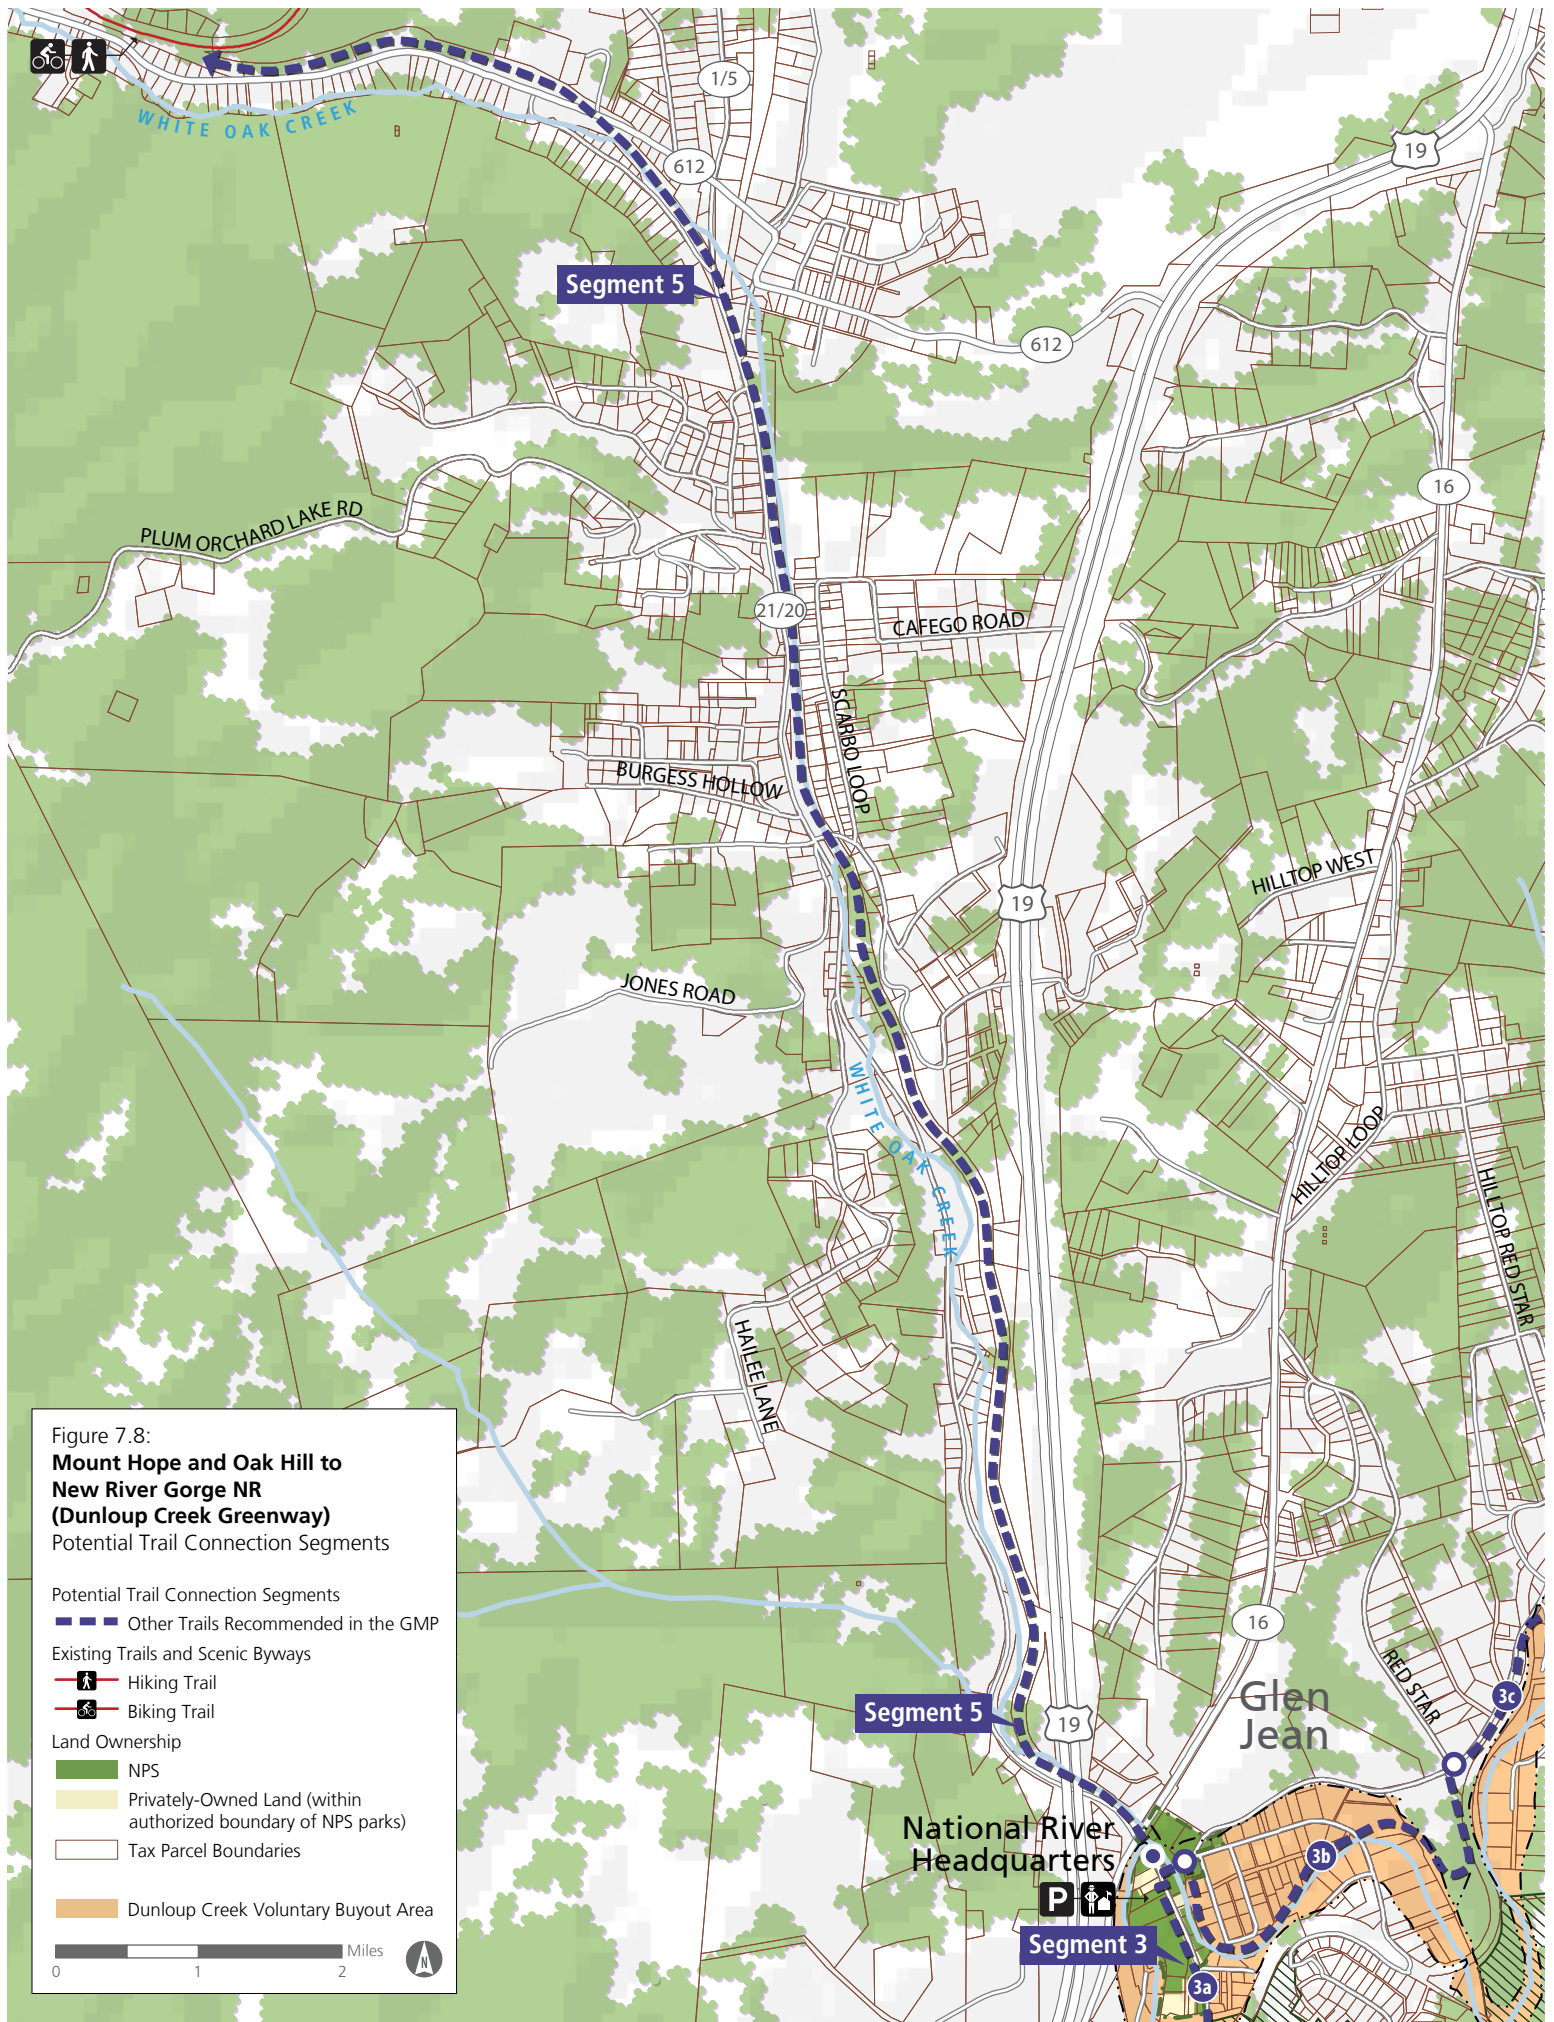 WHITE OAK CREEK
1/5
612
19
Segment 5
612
16
PLUM ORCHARD LAKE RD
21/20
CAFEGO ROAD
SCARBO LOOP
BURGESS HOLLOW
HILLTOP WEST
19
JONES ROAD
WHITE OAK CREEK
HILLTOP LOOP
HILLTOP RED STAR
HAILEE LANE
16
RED STAR
Glen
Jean
3c
Segment 5
19
National River
Headquarters
P
3b
Segment 3
3a
Figure 7.8:
Mount Hope and Oak Hill to
New River Gorge NR
(Dunloup Creek Greenway)
Potential Trail Connection Segments
Potential Trail Connection Segments
Other Trails Recommended in the GMP
Existing Trails and Scenic Byways
Hiking Trail
Biking Trail
Land Ownership
NPS
Privately-Owned Land (within
authorized boundary of NPS parks)
Tax Parcel Boundaries
Dunloup Creek Voluntary Buyout Area
Miles
0 1 2
N